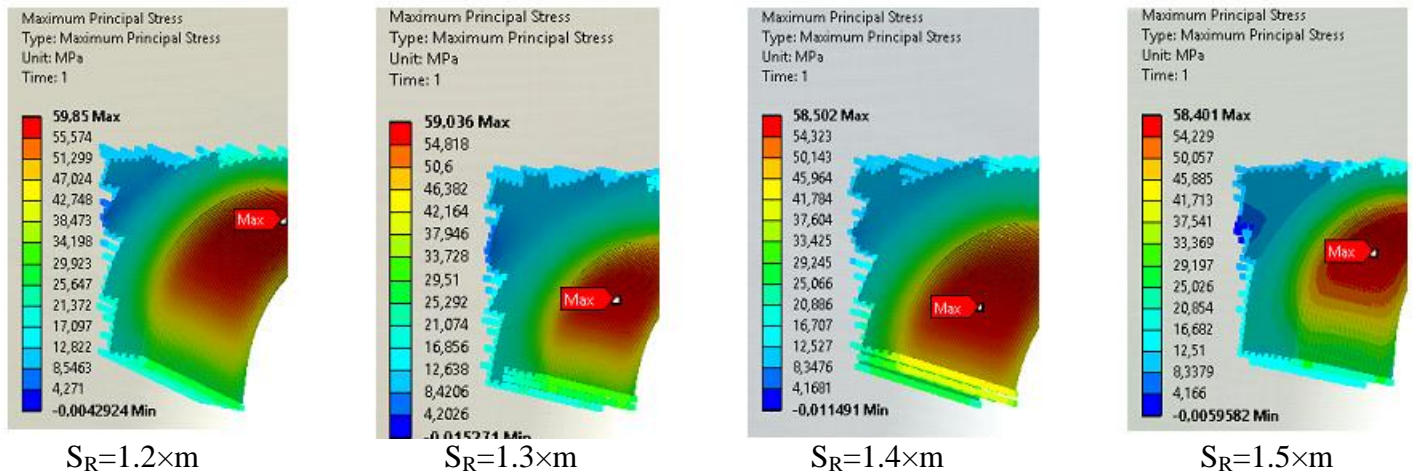 Maximum Principal Stress
Type: Maximum Principal Stress
Unit: MPa
Time: 1
59,85 Max
55,574
51,299
47,024
42,748
38,473
34,198
29,923
25,647
21,372
17,097
12,822
8,5463
4,271
-0,0042924 Min
Max
S_R=1.2×m
Maximum Principal Stress
Type: Maximum Principal Stress
Unit: MPa
Time: 1
59,036 Max
54,818
50,6
46,382
42,164
37,946
33,728
29,51
25,292
21,074
16,856
12,638
8,4206
4,2026
-0,015271 Min
Max
S_R=1.3×m
Maximum Principal Stress
Type: Maximum Principal Stress
Unit: MPa
Time: 1
58,502 Max
54,323
50,143
45,964
41,784
37,604
33,425
29,245
25,066
20,886
16,707
12,527
8,3476
4,1681
-0,011491 Min
Max
S_R=1.4×m
Maximum Principal Stress
Type: Maximum Principal Stress
Unit: MPa
Time: 1
58,401 Max
54,229
50,057
45,885
41,713
37,541
33,369
29,197
25,026
20,854
16,682
12,51
8,3379
4,166
-0,0059582 Min
Max
S_R=1.5×m